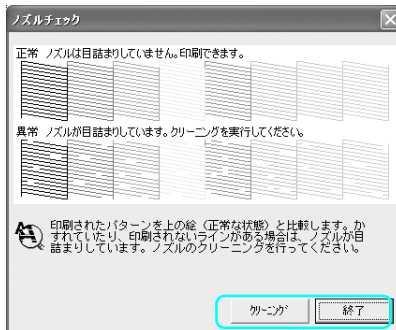 ノズルチェック
正常 ノズルは目詰まりしていません。印刷できます。
異常 ノズルが目詰まりしています。クリーニングを実行してください。
印刷されたパターンを上の絵（正常な状態）と比較します。か
すれていたり、印刷されないラインがある場合は、ノズルが目
詰まりしています。ノズルのクリーニングを行ってください。
クリーニング 終了